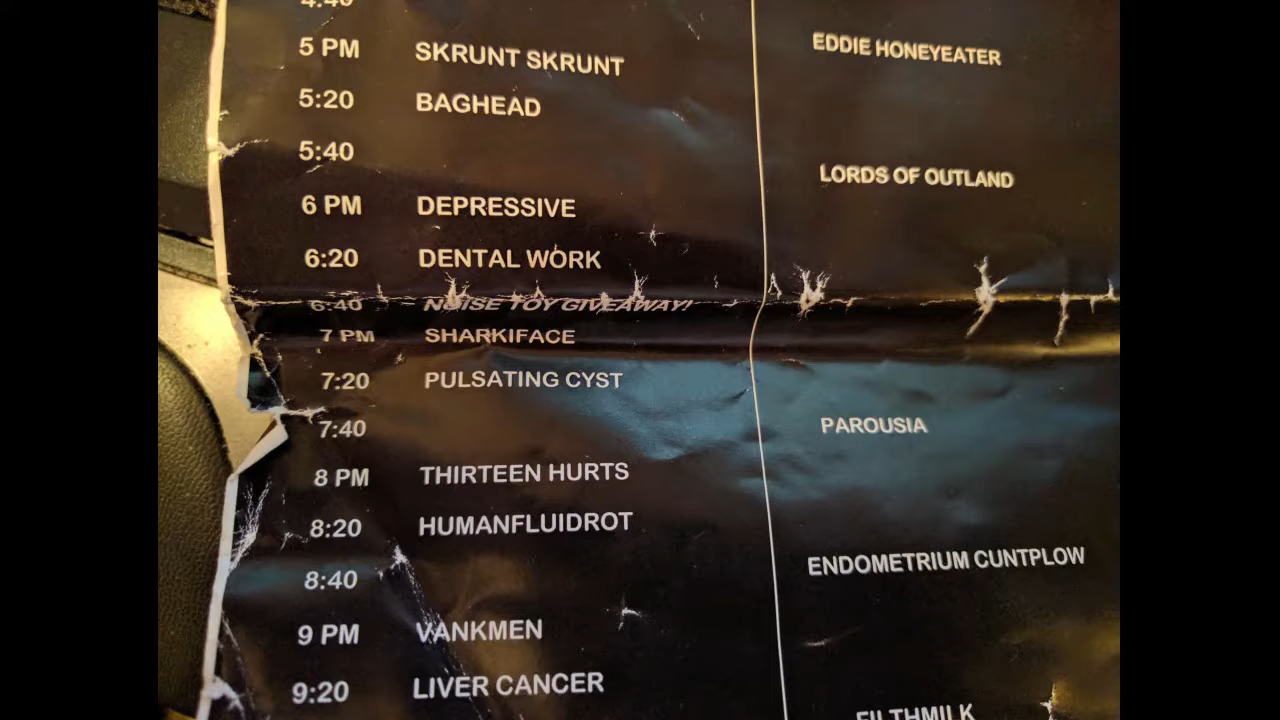 4:40
5 PM SKRUNT SKRUNT EDDIE HONEYEATER
5:20 BAGHEAD
5:40 LORDS OF OUTLAND
6 PM DEPRESSIVE
6:20 DENTAL WORK
6:40 NOISE TOY GIVEAWAY!
7 PM SHARKIFACE
7:20 PULSATING CYST
7:40 PAROUSIA
8 PM THIRTEEN HURTS
8:20 HUMANFLUIDROT
8:40 ENDOMETRIUM CUNTPLOW
9 PM VANKMEN
9:20 LIVER CANCER
FILTHMILK